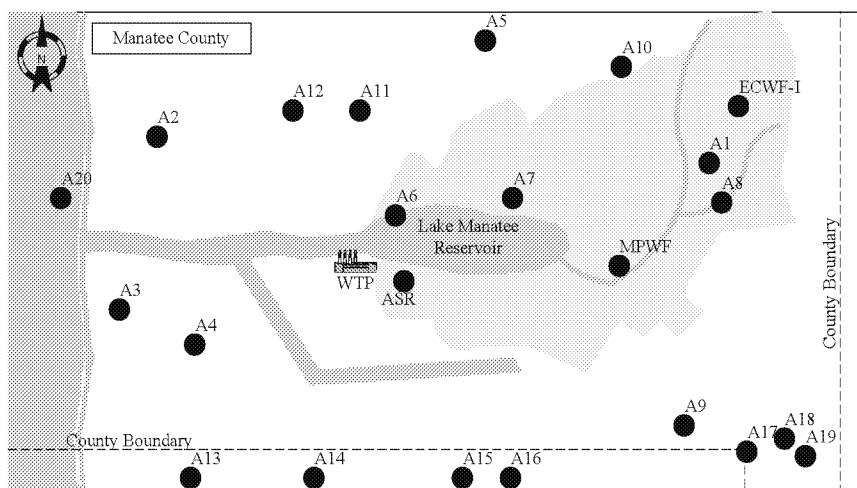 A5
Manatee County
N
A10
ECWF-I
A12
A11
A2
A1
A20
A7
A8
A6
Lake Manatee
Reservoir
MPWF
WTP
ASR
A3
A4
County Boundary
A9
A18
A17
A19
County Boundary
A13
A14
A15
A16